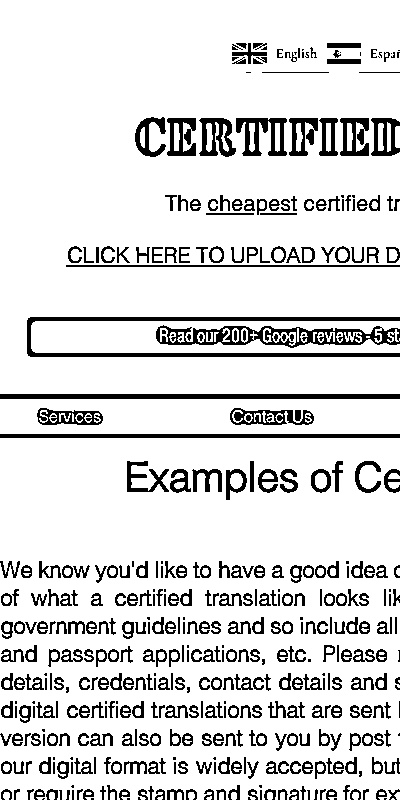 English Españ
CERTIFIED
The cheapest certified tr
CLICK HERE TO UPLOAD YOUR D
Read our 200+ Google reviews - 5 st
Services Contact Us
Examples of Ce
We know you'd like to have a good idea o
of what a certified translation looks lik
government guidelines and so include all
and passport applications, etc. Please n
details, credentials, contact details and s
digital certified translations that are sent b
version can also be sent to you by post f
our digital format is widely accepted, but
or require the stamp and signature for ex